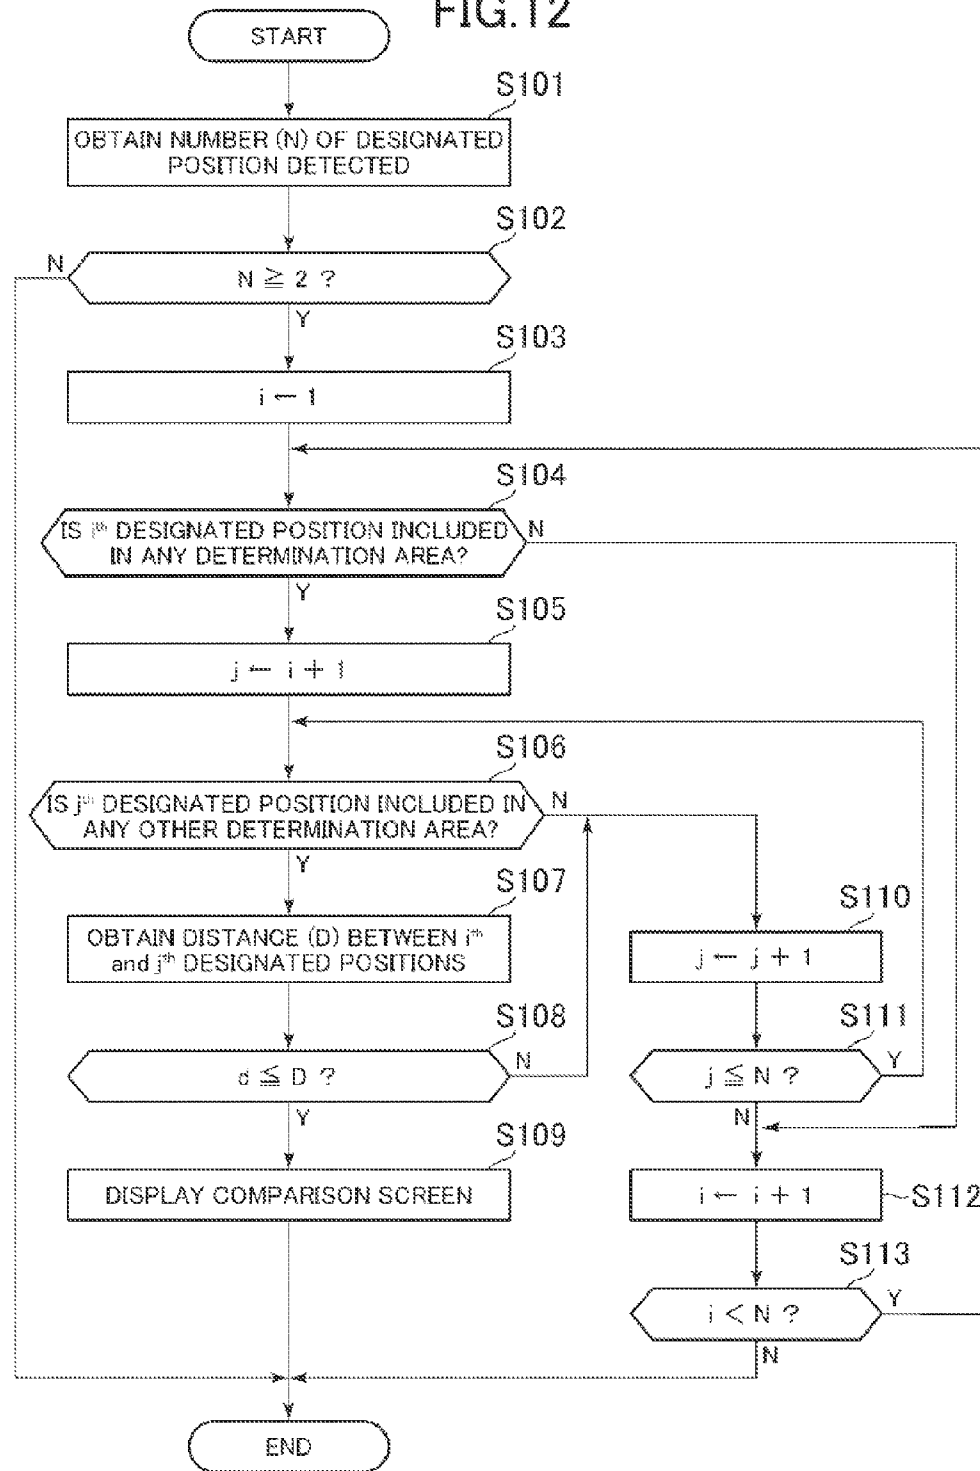 FIG.12
START
S101
OBTAIN NUMBER (N) OF DESIGNATED
POSITION DETECTED
S102
N ≧ 2 ?
N
Y
S103
i ← 1
S104
IS ith DESIGNATED POSITION INCLUDED
IN ANY DETERMINATION AREA?
N
Y
S105
j ← i + 1
S106
IS jth DESIGNATED POSITION INCLUDED IN
ANY OTHER DETERMINATION AREA?
N
Y
S107
OBTAIN DISTANCE (D) BETWEEN ith
and jth DESIGNATED POSITIONS
S108
d ≦ D ?
N
Y
S109
DISPLAY COMPARISON SCREEN
S110
j ← j + 1
S111
j ≦ N ?
Y
N
i ← i + 1
S112
S113
i < N ?
Y
N
END